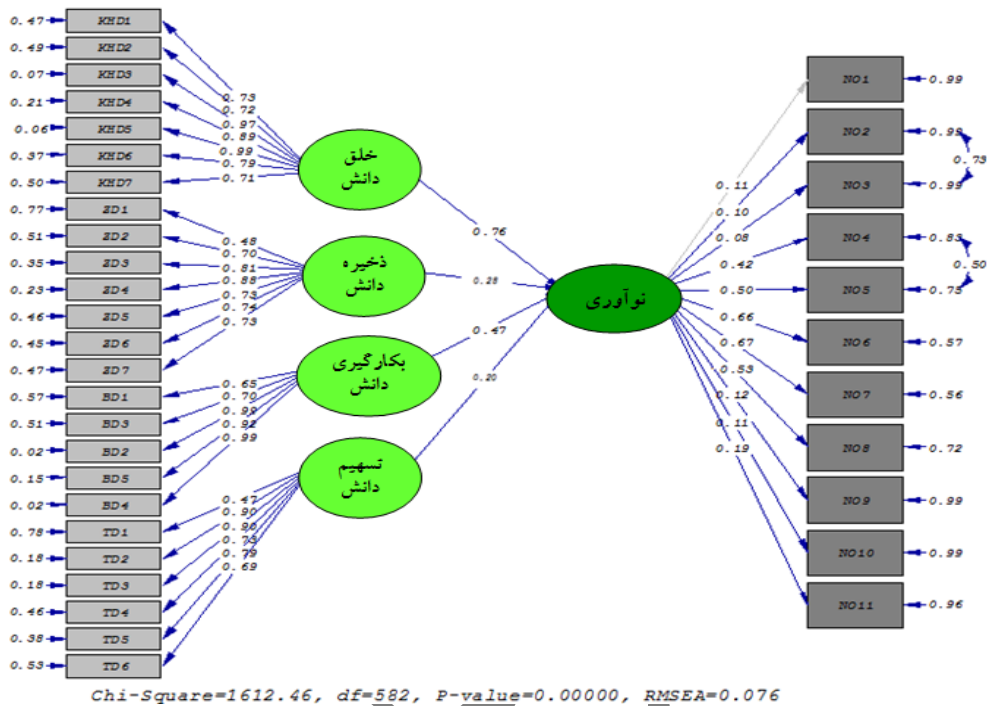 0.47 KHD1
0.49 KHD2
0.07 KHD3
0.21 KHD4
0.06 KHD5
0.37 KHD6
0.50 KHD7
0.77 ZD1
0.51 ZD2
0.35 ZD3
0.23 ZD4
0.46 ZD5
0.45 ZD6
0.47 ZD7
0.57 BD1
0.51 BD3
0.02 BD2
0.15 BD5
0.02 BD4
0.78 TD1
0.18 TD2
0.18 TD3
0.46 TD4
0.38 TD5
0.53 TD6
0.73
0.72
0.97
0.89
0.99
0.79
0.71
0.48
0.70
0.81
0.88
0.73
0.74
0.73
0.65
0.70
0.99
0.92
0.99
0.47
0.90
0.90
0.73
0.79
0.69
خلق
دانش
ذخیره
دانش
بکارگیری
دانش
تسهیم
دانش
0.76
0.28
0.47
0.20
نوآوری
0.11
0.10
0.08
0.42
0.50
0.66
0.67
0.53
0.12
0.11
0.19
NO1 0.99
NO2 0.99
0.73
NO3 0.99
NO4 0.83
0.50
NO5 0.75
NO6 0.57
NO7 0.56
NO8 0.72
NO9 0.99
NO10 0.99
NO11 0.96
Chi-Square=1612.46, df=582, P-value=0.00000, RMSEA=0.076